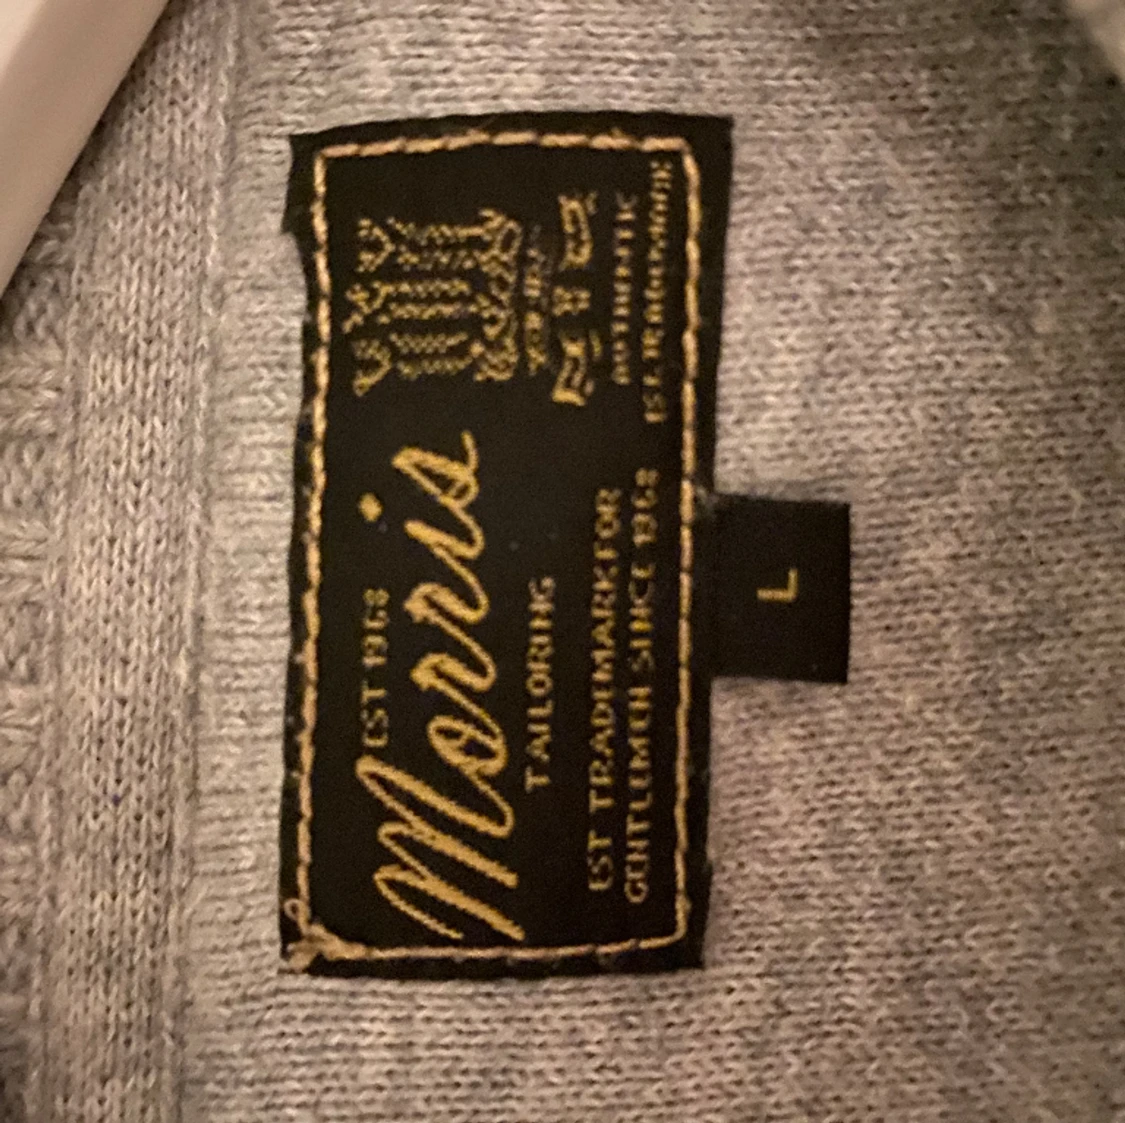 EST 1968
Morris
TAILORING
EST TRADEMARK FOR
GENTLEMEN SINCE 1968
AUTHENTIC
EST. TRADEMARK
L